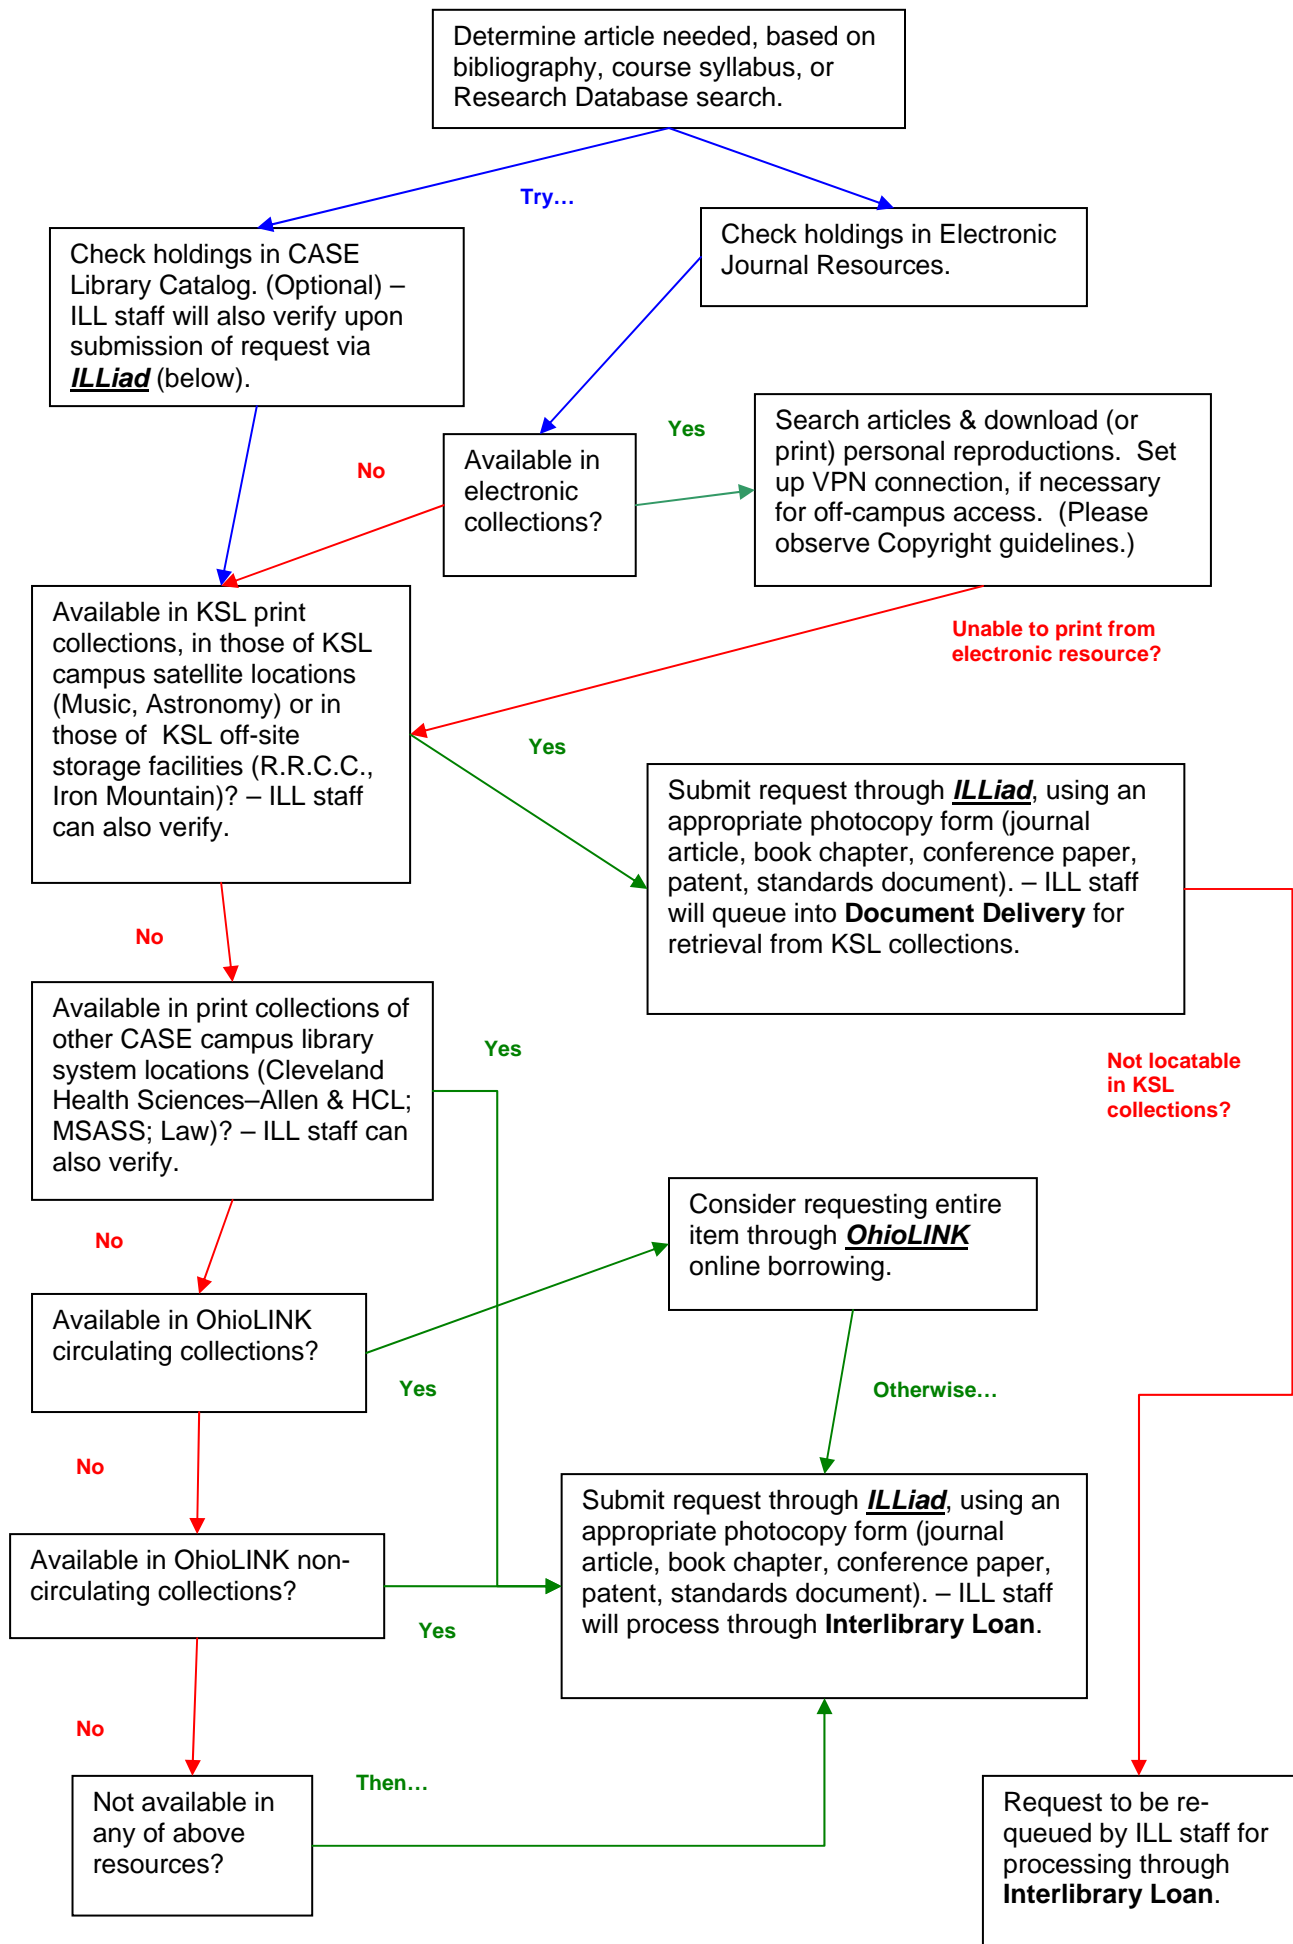 Determine article needed, based on
bibliography, course syllabus, or
Research Database search.
Try…
Check holdings in CASE
Library Catalog. (Optional) –
ILL staff will also verify upon
submission of request via
ILLiad (below).
Check holdings in Electronic
Journal Resources.
Available in
electronic
collections?
Yes
No
Search articles & download (or
print) personal reproductions.  Set
up VPN connection, if necessary
for off-campus access.  (Please
observe Copyright guidelines.)
Unable to print from
electronic resource?
Available in KSL print
collections, in those of KSL
campus satellite locations
(Music, Astronomy) or in
those of  KSL off-site
storage facilities (R.R.C.C.,
Iron Mountain)? – ILL staff
can also verify.
Yes
Submit request through ILLiad, using an
appropriate photocopy form (journal
article, book chapter, conference paper,
patent, standards document). – ILL staff
will queue into Document Delivery for
retrieval from KSL collections.
No
Not locatable
in KSL
collections?
Available in print collections of
other CASE campus library
system locations (Cleveland
Health Sciences–Allen & HCL;
MSASS; Law)? – ILL staff can
also verify.
Yes
No
Consider requesting entire
item through OhioLINK
online borrowing.
Available in OhioLINK
circulating collections?
Yes
Otherwise…
No
Available in OhioLINK non-
circulating collections?
Yes
Submit request through ILLiad, using an
appropriate photocopy form (journal
article, book chapter, conference paper,
patent, standards document). – ILL staff
will process through Interlibrary Loan.
No
Not available in
any of above
resources?
Then…
Request to be re-
queued by ILL staff for
processing through
Interlibrary Loan.